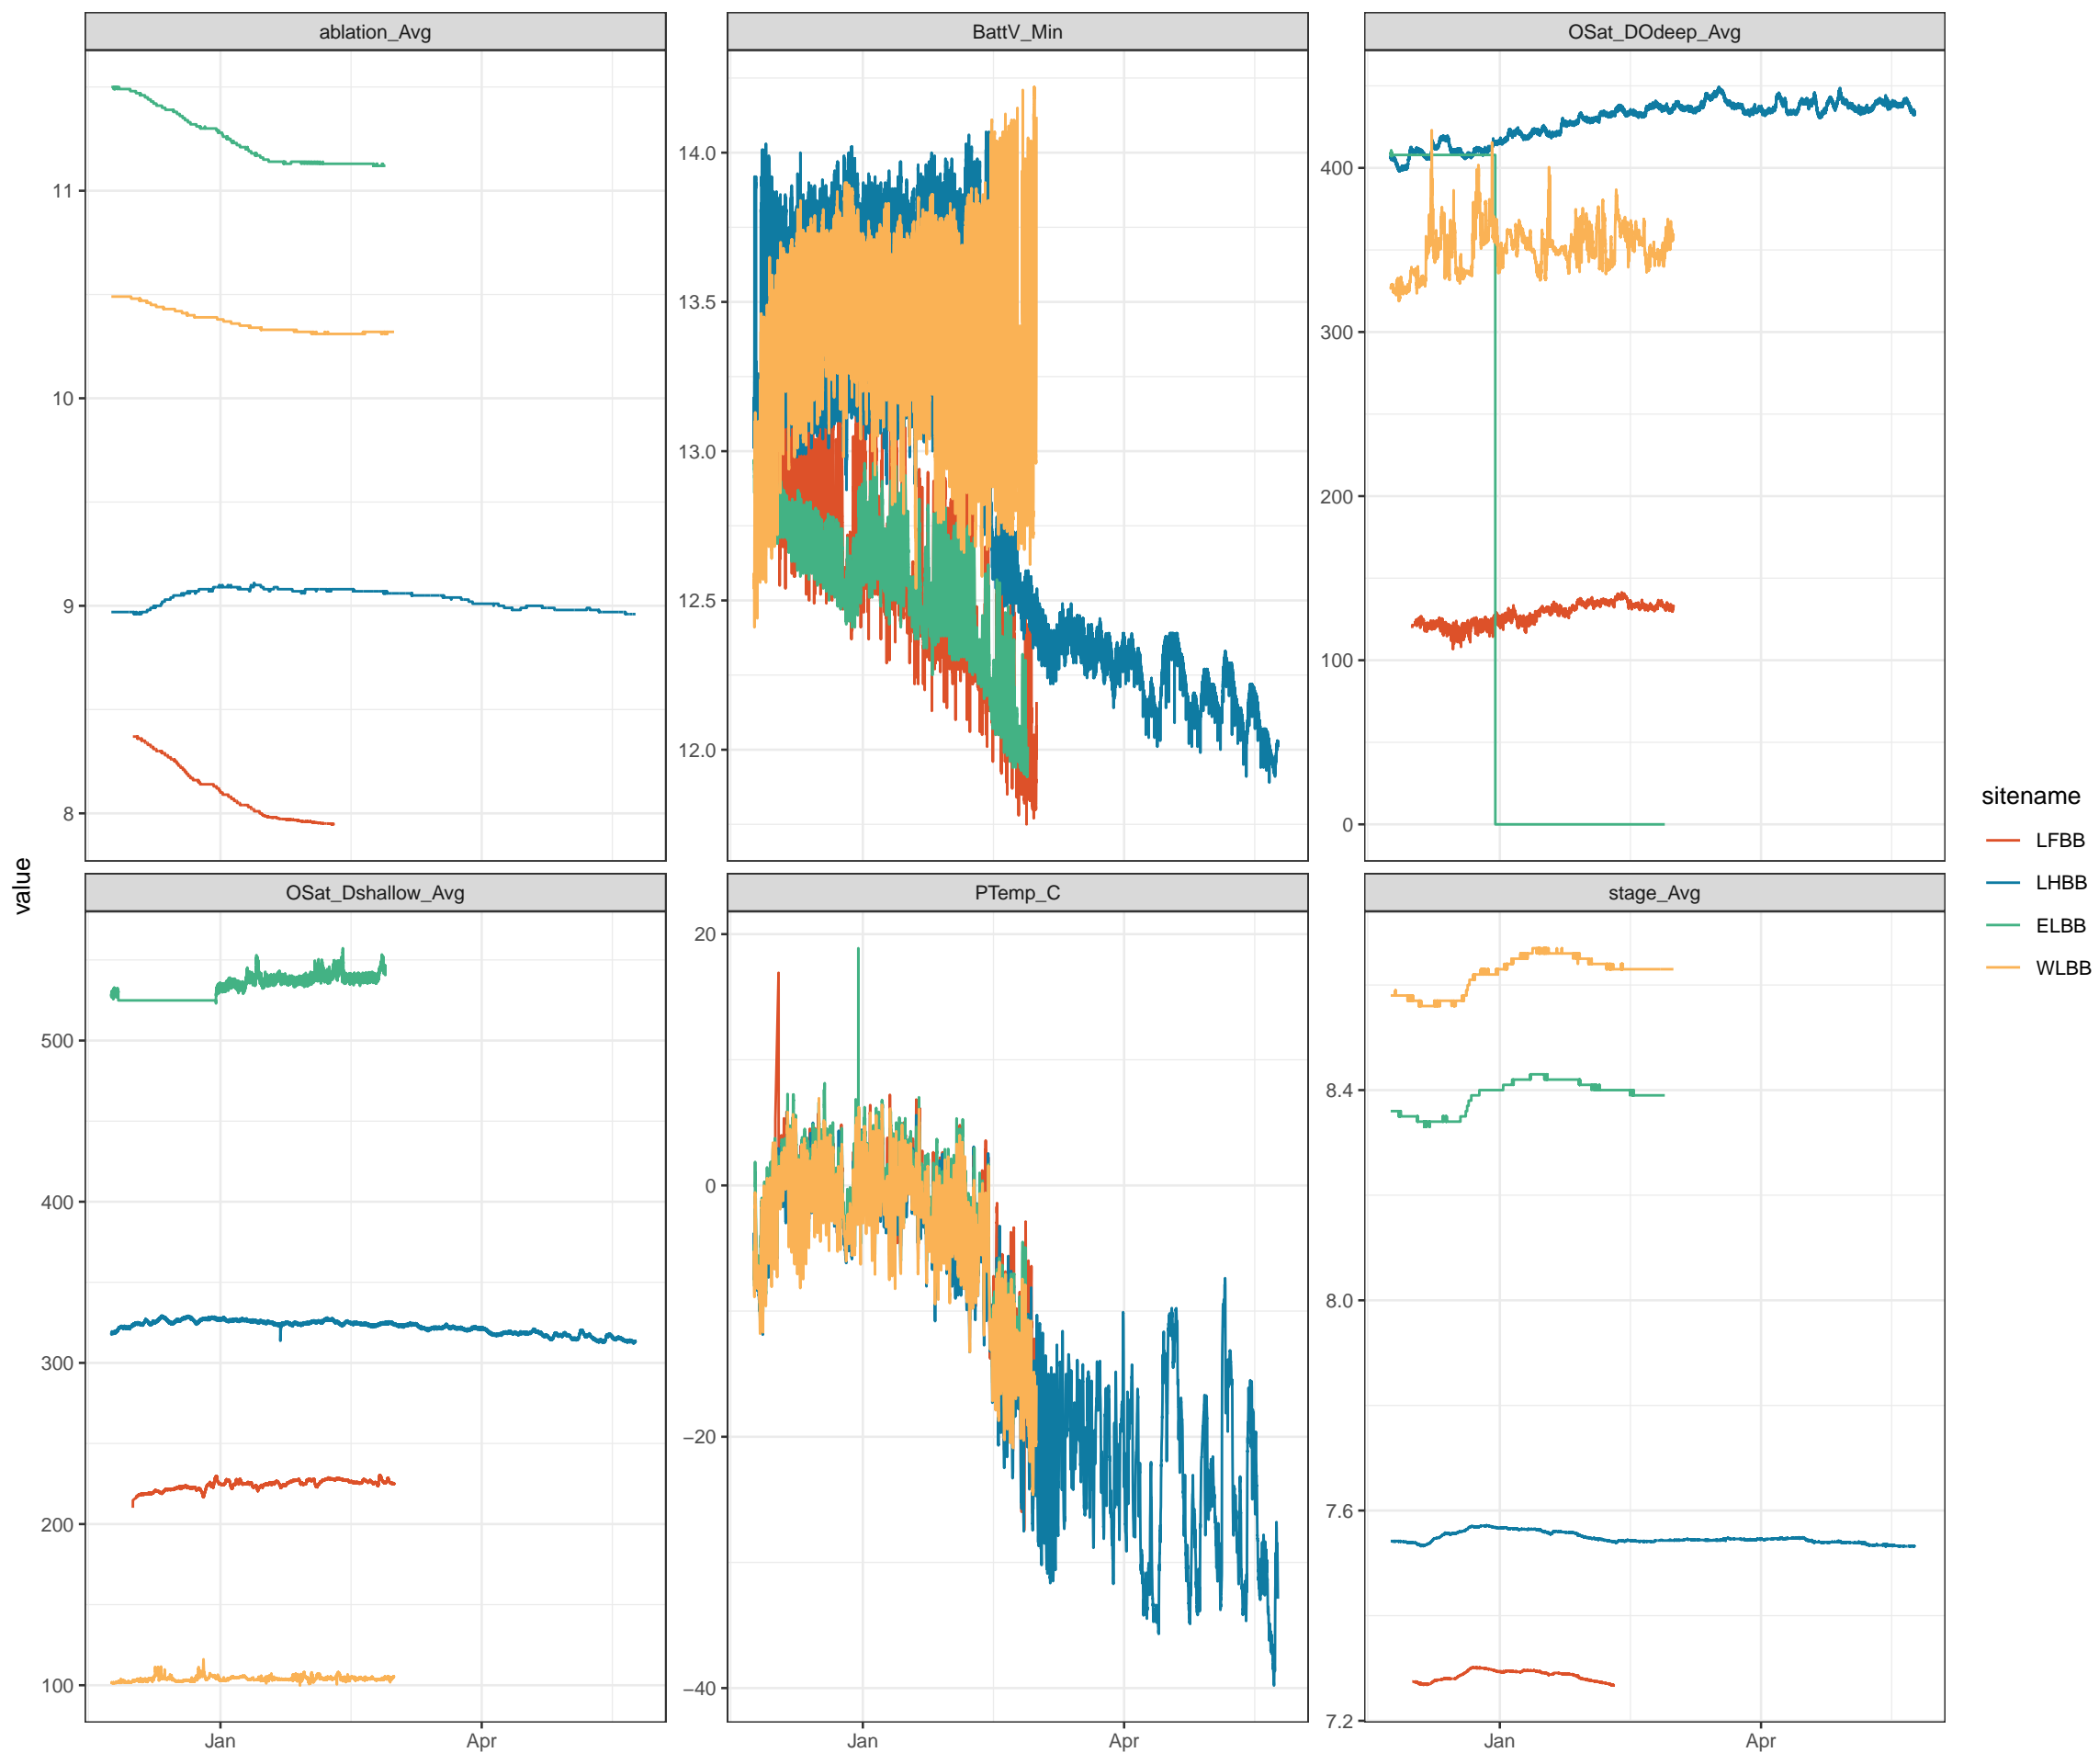 ablation_Avg
BattV_Min
OSat_DOdeep_Avg
11
10
9
8
14.0
13.5
13.0
12.5
12.0
400
300
200
100
0
value
OSat_Dshallow_Avg
PTemp_C
stage_Avg
500
400
300
200
100
20
0
−20
−40
8.4
8.0
7.6
7.2
Jan
Apr
Jan
Apr
Jan
Apr
sitename
LFBB
LHBB
ELBB
WLBB